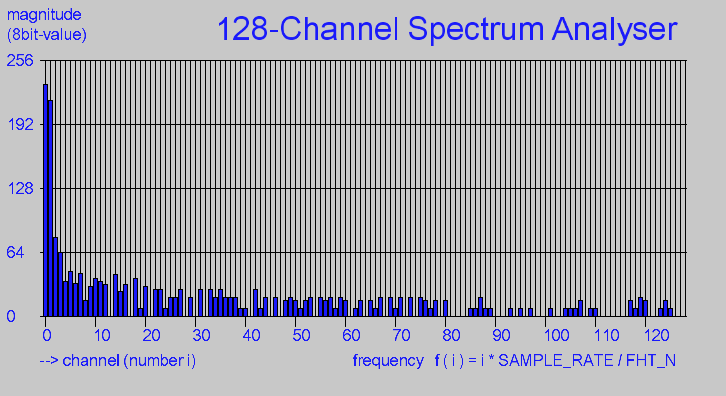 magnitude
(8bit-value)
128-Channel Spectrum Analyser
256
192
128
64
0
0 10 20 30 40 50 60 70 80 90 100 110 120
--> channel (number i)
frequency f ( i ) = i * SAMPLE_RATE / FHT_N